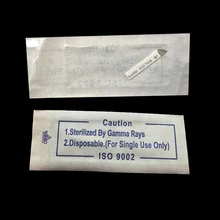 Caution
1.Sterilized By Gamma Rays
2.Disposable.(For Single Use Only)
ISO 9002